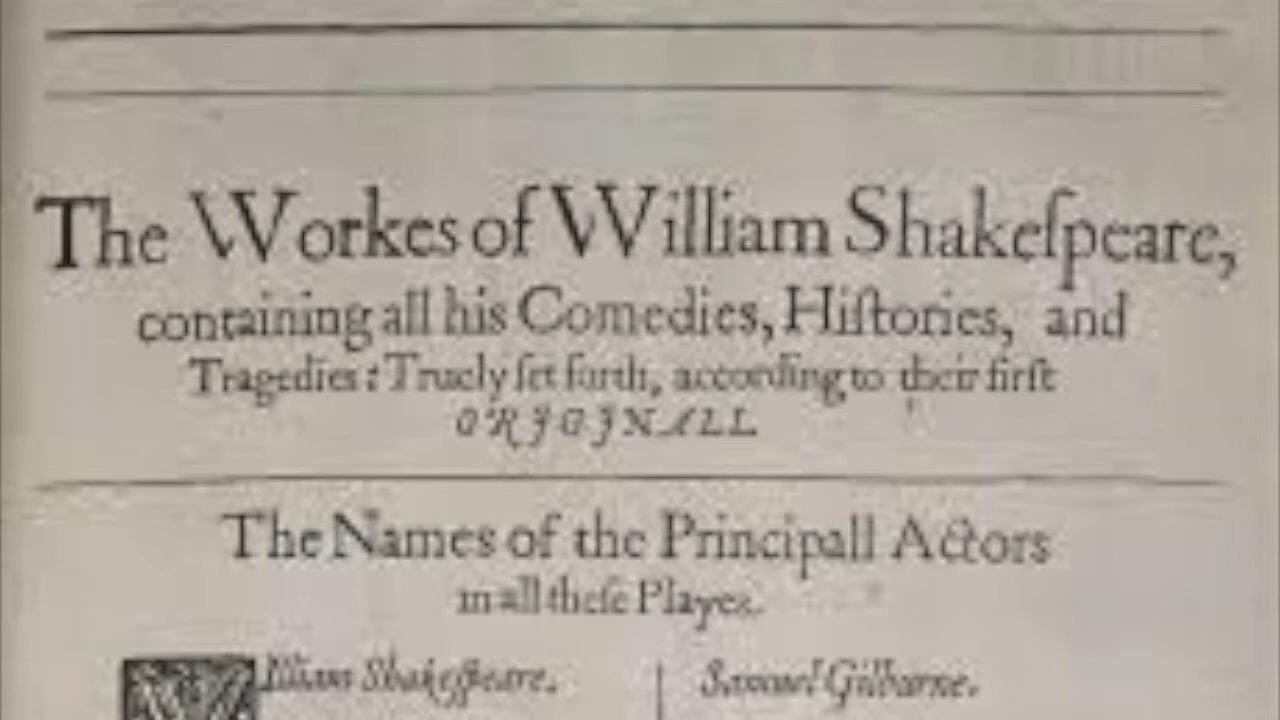 The Workes of William Shakeſpeare,
containing all his Comedies, Hiſtories, and
Tragedies: Truely ſet forth, according to their firſt
ORJGJNALL
The Names of the Principall Actors
in all theſe Playes.
William Shakeſpeare.
Samuel Gilburne.